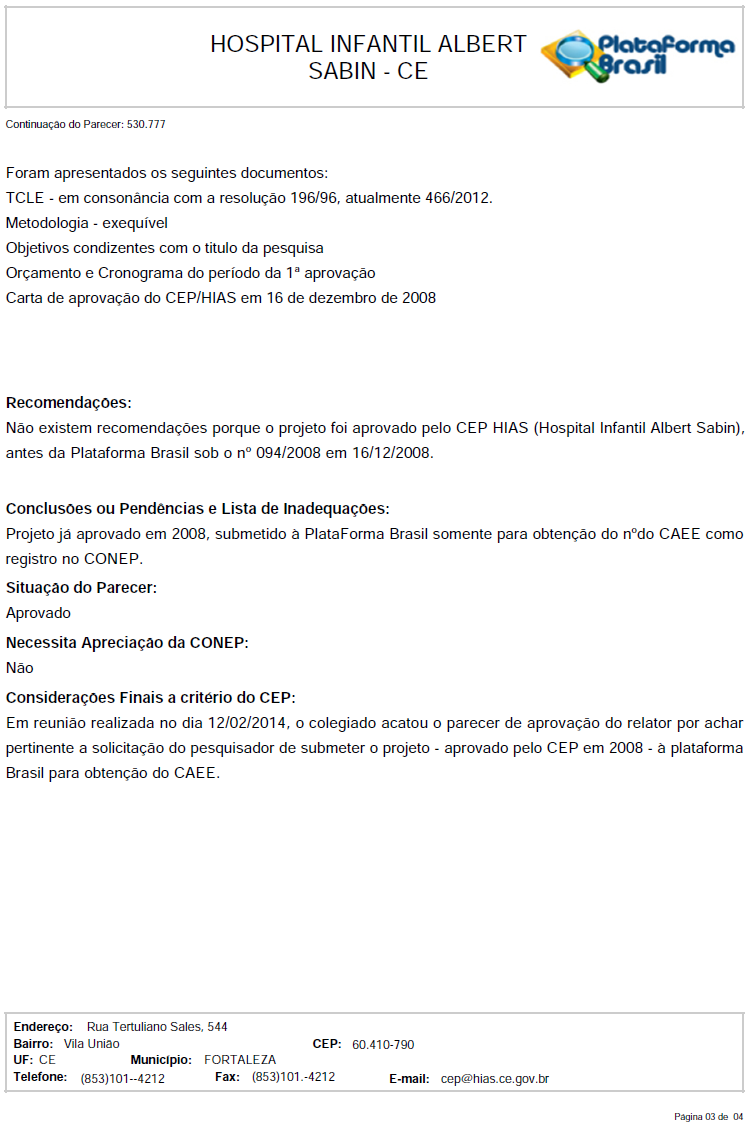 HOSPITAL INFANTIL ALBERT
SABIN - CE
PlataForma
Brasil
Continuação do Parecer: 530.777
Foram apresentados os seguintes documentos:
TCLE - em consonância com a resolução 196/96, atualmente 466/2012.
Metodologia - exequível
Objetivos condizentes com o titulo da pesquisa
Orçamento e Cronograma do período da 1ª aprovação
Carta de aprovação do CEP/HIAS em 16 de dezembro de 2008
Recomendações:
Não existem recomendações porque o projeto foi aprovado pelo CEP HIAS (Hospital Infantil Albert Sabin),
antes da Plataforma Brasil sob o nº 094/2008 em 16/12/2008.
Conclusões ou Pendências e Lista de Inadequações:
Projeto já aprovado em 2008, submetido à PlataForma Brasil somente para obtenção do nºdo CAEE como
registro no CONEP.
Situação do Parecer:
Aprovado
Necessita Apreciação da CONEP:
Não
Considerações Finais a critério do CEP:
Em reunião realizada no dia 12/02/2014, o colegiado acatou o parecer de aprovação do relator por achar
pertinente a solicitação do pesquisador de submeter o projeto - aprovado pelo CEP em 2008 - à plataforma
Brasil para obtenção do CAEE.
Endereço: Rua Tertuliano Sales, 544
Bairro: Vila União CEP: 60.410-790
UF: CE Município: FORTALEZA
Telefone: (853)101--4212 Fax: (853)101.-4212 E-mail: cep@hias.ce.gov.br
Página 03 de 04